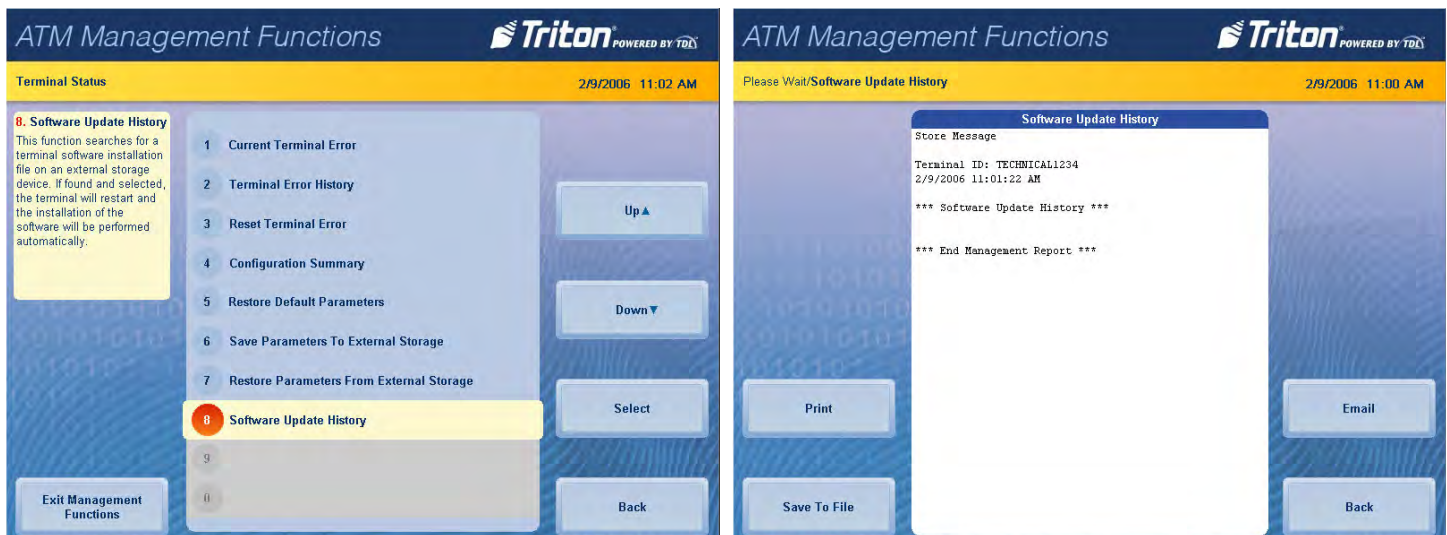 ATM Management Functions
Triton POWERED BY TDL
Terminal Status
2/9/2006 11:02 AM
8. Software Update History
This function searches for a
terminal software installation
file on an external storage
device. If found and selected,
the terminal will restart and
the installation of the
software will be performed
automatically.
1 Current Terminal Error
2 Terminal Error History
3 Reset Terminal Error
4 Configuration Summary
5 Restore Default Parameters
6 Save Parameters To External Storage
7 Restore Parameters From External Storage
8 Software Update History
9
0
Up▲
Down▼
Select
Back
Exit Management
Functions
ATM Management Functions
Triton POWERED BY TDL
Please Wait/Software Update History
2/9/2006 11:00 AM
Software Update History
Store Message
Terminal ID: TECHNICAL1234
2/9/2006 11:01:22 AM
*** Software Update History ***
*** End Management Report ***
Print
Save To File
Email
Back